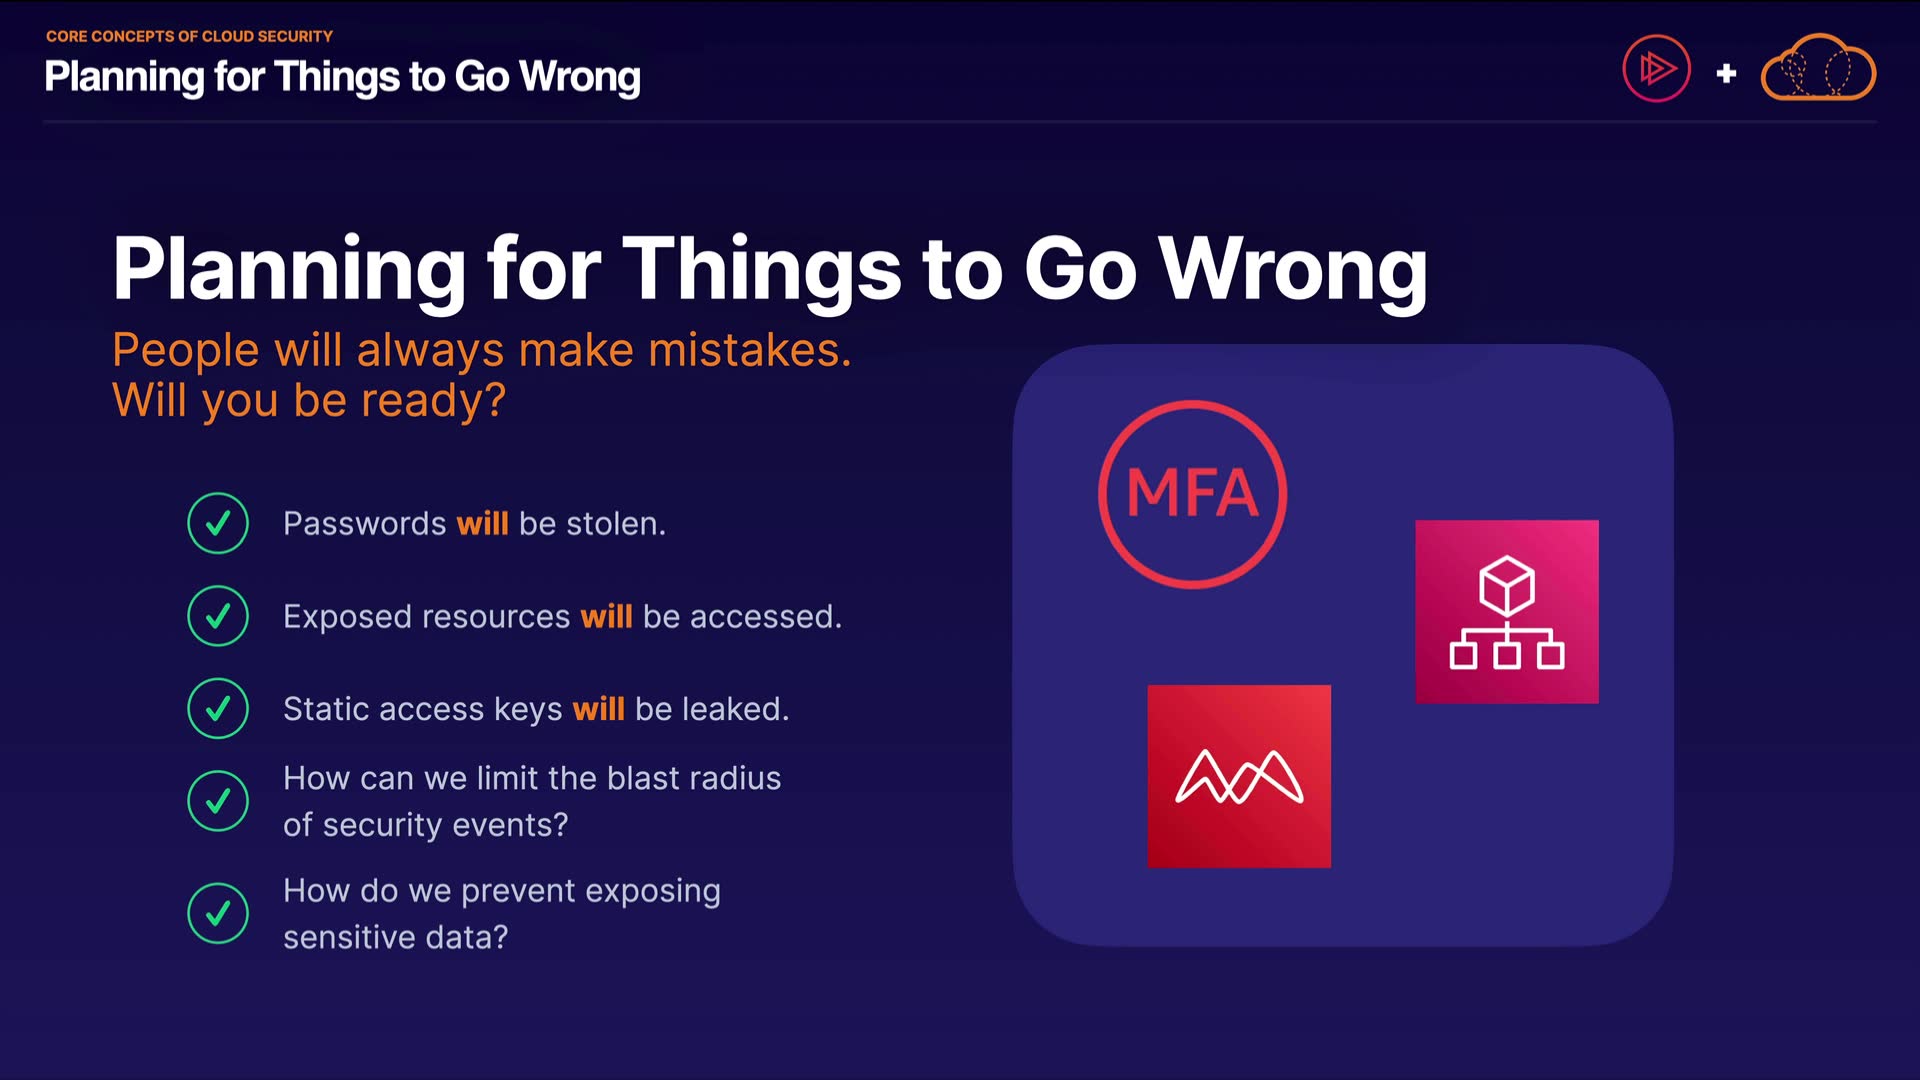 CORE CONCEPTS OF CLOUD SECURITY
Planning for Things to Go Wrong
Planning for Things to Go Wrong
People will always make mistakes.
Will you be ready?
Passwords will be stolen.
Exposed resources will be accessed.
Static access keys will be leaked.
How can we limit the blast radius
of security events?
How do we prevent exposing
sensitive data?
MFA